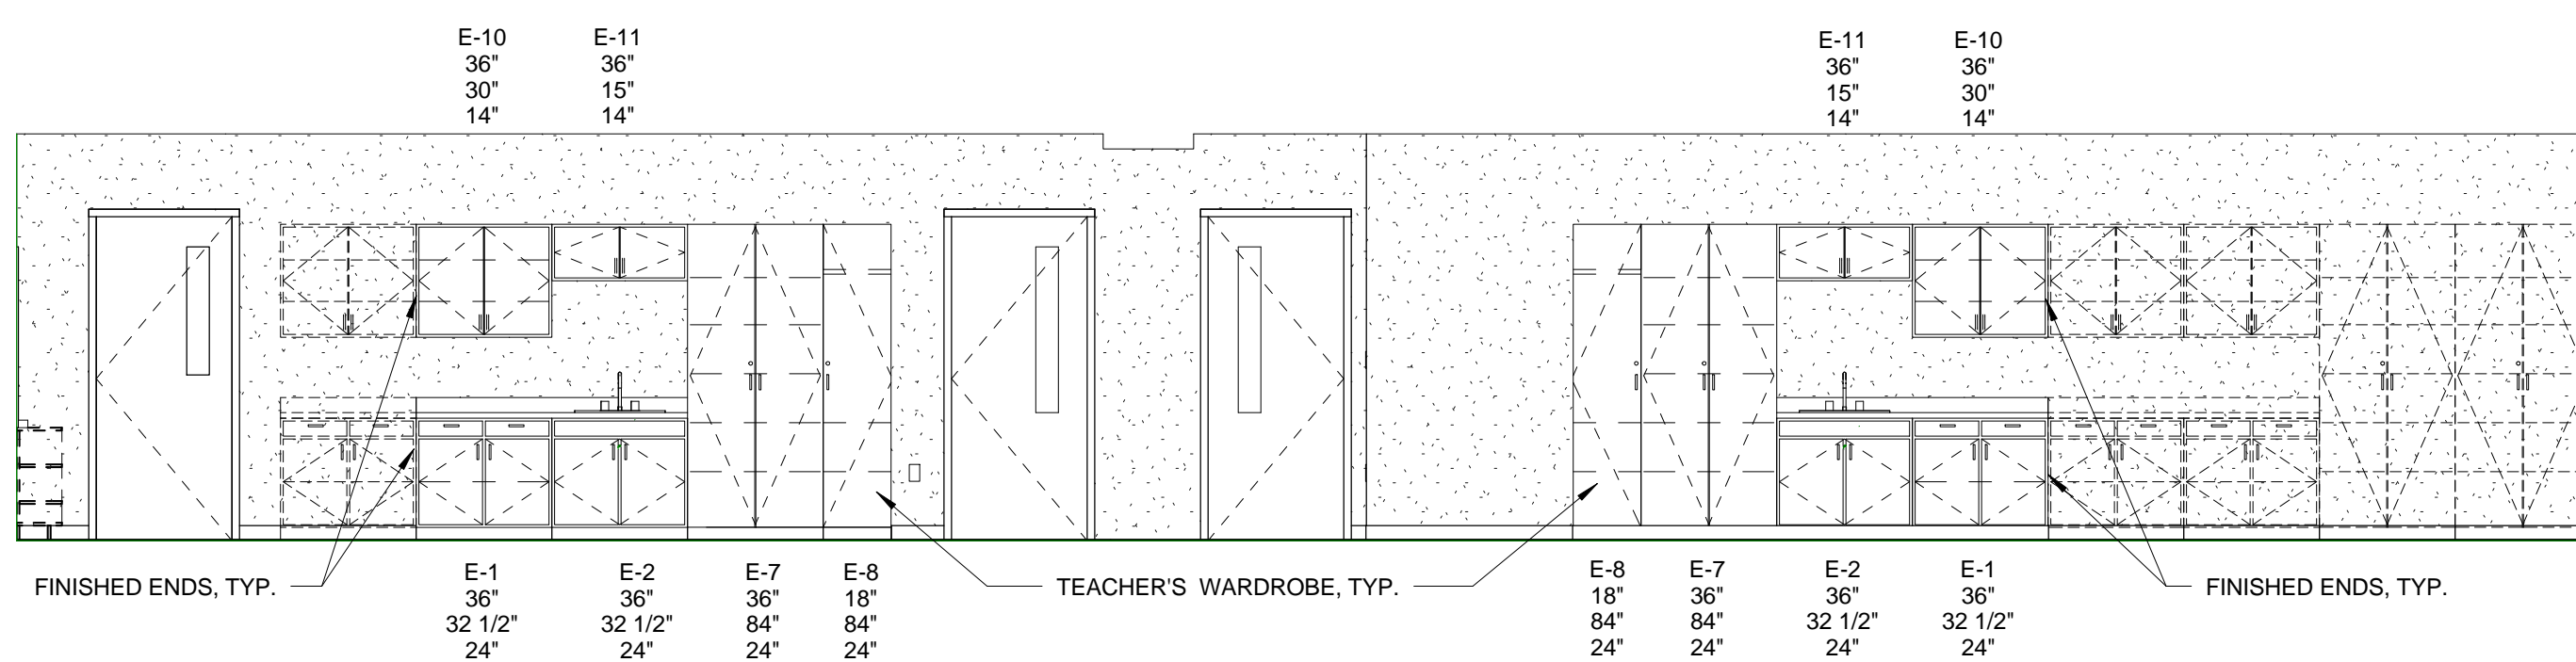 E-10
36"
30"
14"
E-11
36"
15"
14"
E-11
36"
15"
14"
E-10
36"
30"
14"
FINISHED ENDS, TYP.
E-1
36"
32 1/2"
24"
E-2
36"
32 1/2"
24"
E-7
36"
84"
24"
E-8
18"
84"
24"
TEACHER'S WARDROBE, TYP.
E-8
18"
84"
24"
E-7
36"
84"
24"
E-2
36"
32 1/2"
24"
E-1
36"
32 1/2"
24"
FINISHED ENDS, TYP.